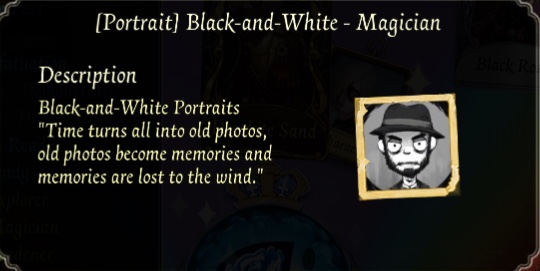 [Portrait] Black-and-White - Magician
Description
Black-and-White Portraits
"Time turns all into old photos,
old photos become memories and
memories are lost to the wind."